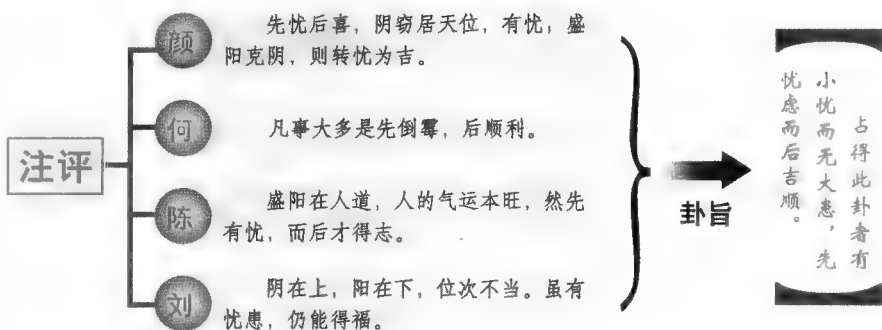 注评
颜
先忧后喜，阴窃居天位，有忧，盛
阳克阴，则转忧为吉。
何
凡事大多是先倒霉，后顺利。
陈
盛阳在人道，人的气运本旺，然先
有忧，而后才得志。
刘
阴在上，阳在下，位次不当。虽有
忧患，仍能得福。
卦旨
占得此卦者有
小忧而无大患，先
忧虑而后吉顺。